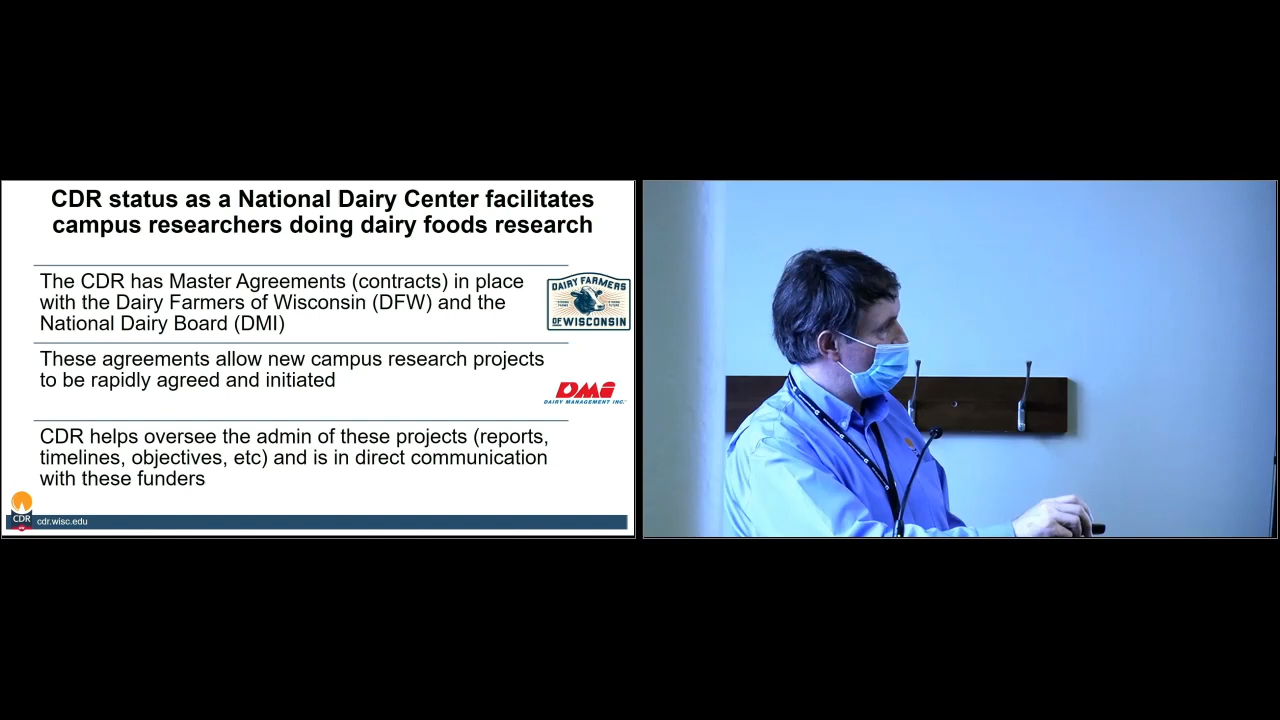 CDR status as a National Dairy Center facilitates
campus researchers doing dairy foods research
The CDR has Master Agreements (contracts) in place
with the Dairy Farmers of Wisconsin (DFW) and the
National Dairy Board (DMI)
DAIRY FARMERS
OF WISCONSIN
These agreements allow new campus research projects
to be rapidly agreed and initiated
DMI
DAIRY MANAGEMENT INC.
CDR helps oversee the admin of these projects (reports,
timelines, objectives, etc) and is in direct communication
with these funders
CDR
cdr.wisc.edu